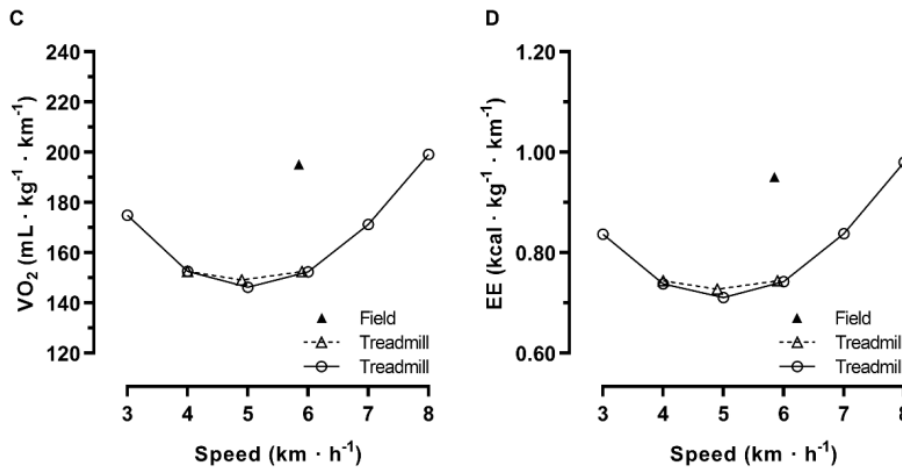 C
240
220
200
180
160
140
120
VO₂ (mL · kg⁻¹ · km⁻¹)
Field
Treadmill
Treadmill
3 4 5 6 7 8
Speed (km · h⁻¹)
D
1.20
1.00
0.80
0.60
EE (kcal · kg⁻¹ · km⁻¹)
Field
Treadmill
Treadmill
3 4 5 6 7 8
Speed (km · h⁻¹)